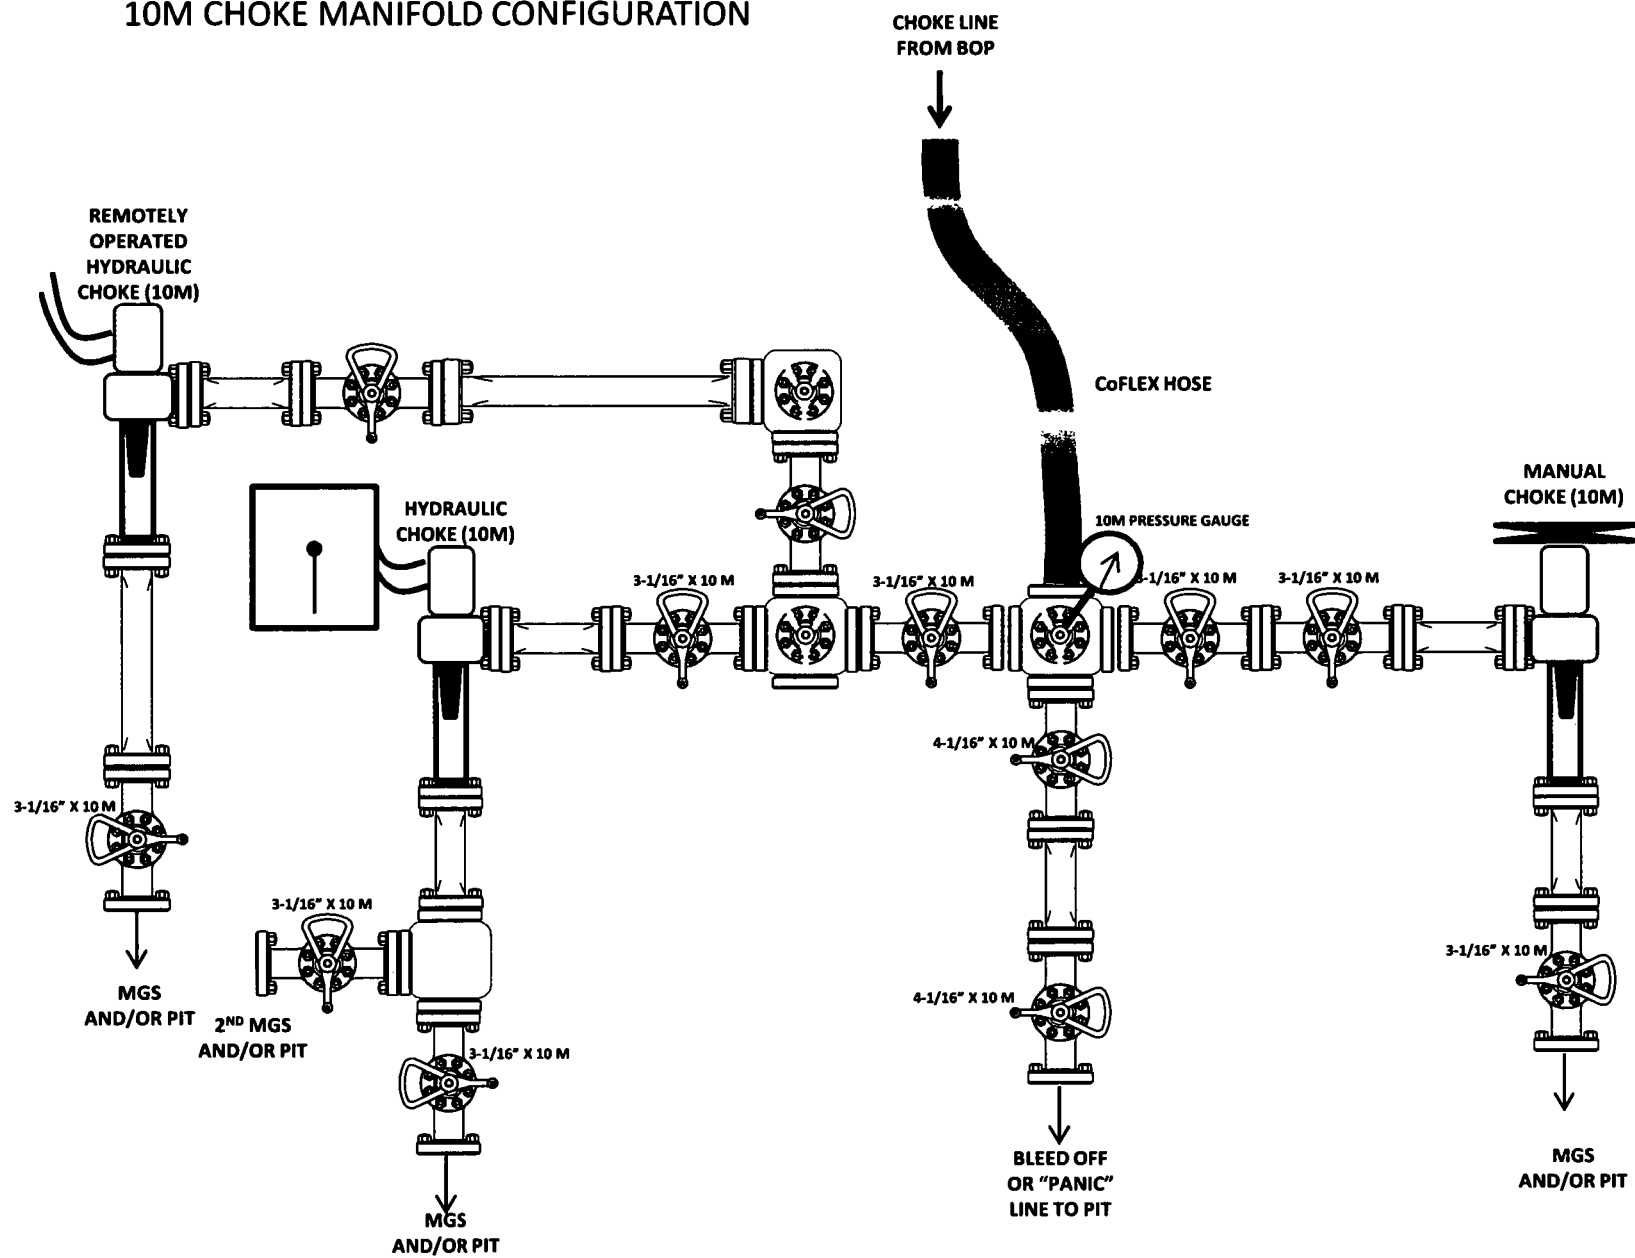 10M CHOKE MANIFOLD CONFIGURATION
CHOKE LINE
FROM BOP
REMOTELY
OPERATED
HYDRAULIC
CHOKE (10M)
CoFLEX HOSE
MANUAL
CHOKE (10M)
HYDRAULIC
CHOKE (10M)
10M PRESSURE GAUGE
3-1/16" X 10 M
3-1/16" X 10 M
-1/16" X 10 M
3-1/16" X 10 M
4-1/16" X 10 M
3-1/16" X 10 M
3-1/16" X 10 M
3-1/16" X 10 M
4-1/16" X 10 M
MGS
AND/OR PIT
2ND MGS
AND/OR PIT
3-1/16" X 10 M
BLEED OFF
OR “PANIC”
LINE TO PIT
MGS
AND/OR PIT
MGS
AND/OR PIT